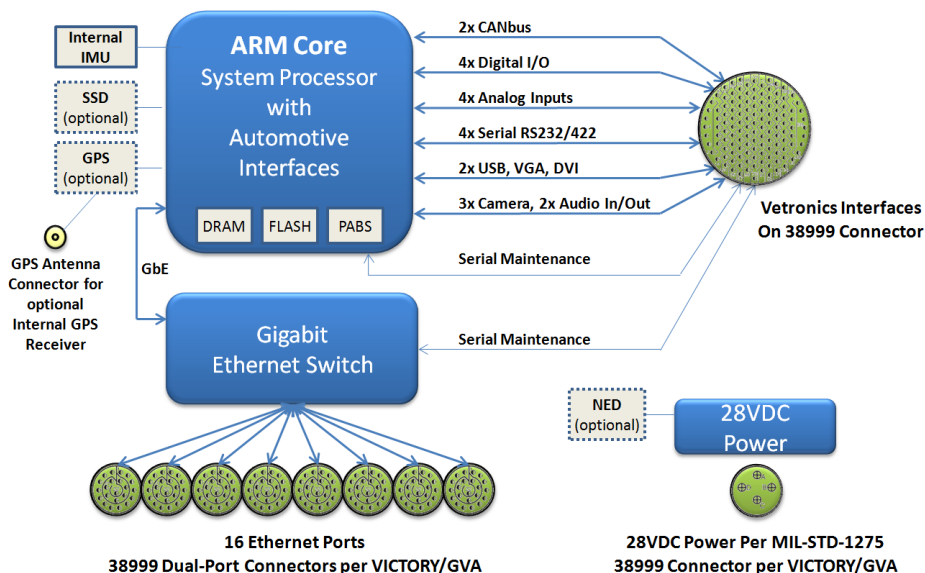 Internal
IMU
SSD
(optional)
GPS
(optional)
GPS Antenna
Connector for
optional
Internal GPS
Receiver
GbE
ARM Core
System Processor
with
Automotive
Interfaces
DRAM
FLASH
PABS
2x CANbus
4x Digital I/O
4x Analog Inputs
4x Serial RS232/422
2x USB, VGA, DVI
3x Camera, 2x Audio In/Out
Serial Maintenance
Serial Maintenance
Vetronics Interfaces
On 38999 Connector
Gigabit
Ethernet Switch
NED
(optional)
28VDC
Power
16 Ethernet Ports
38999 Dual-Port Connectors per VICTORY/GVA
28VDC Power Per MIL-STD-1275
38999 Connector per VICTORY/GVA